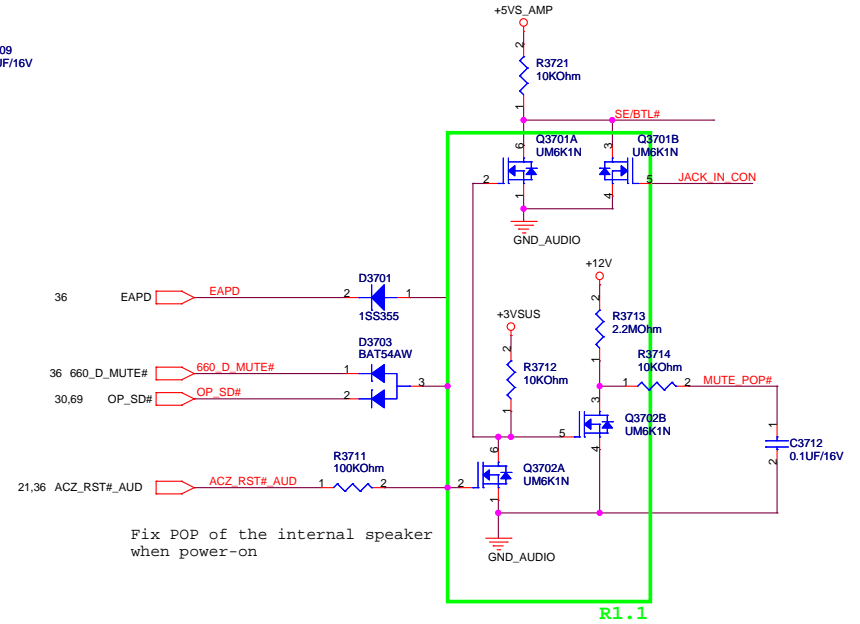 +5VS_AMP
09
UF/16V
2
R3721
10KOhm
1
SE/BTL#
Q3701A
UM6K1N
Q3701B
UM6K1N
6
3
2
5
JACK_IN_CON
1
4
GND_AUDIO
+12V
D3701
36
EAPD
EAPD
2
1
1SS355
+3VSUS
2
R3713
2.2MOhm
D3703
BAT54AW
2
1
R3714
10KOhm
R3712
10KOhm
36
660_D_MUTE#
660_D_MUTE#
1
3
1
2
MUTE_POP#
30,69
OP_SD#
OP_SD#
2
1
3
Q3702B
UM6K1N
5
1
C3712
0.1UF/16V
2
6
4
R3711
100KOhm
Q3702A
UM6K1N
21,36
ACZ_RST#_AUD
ACZ_RST#_AUD
1
2
2
1
Fix POP of the internal speaker
when power-on
GND_AUDIO
R1.1